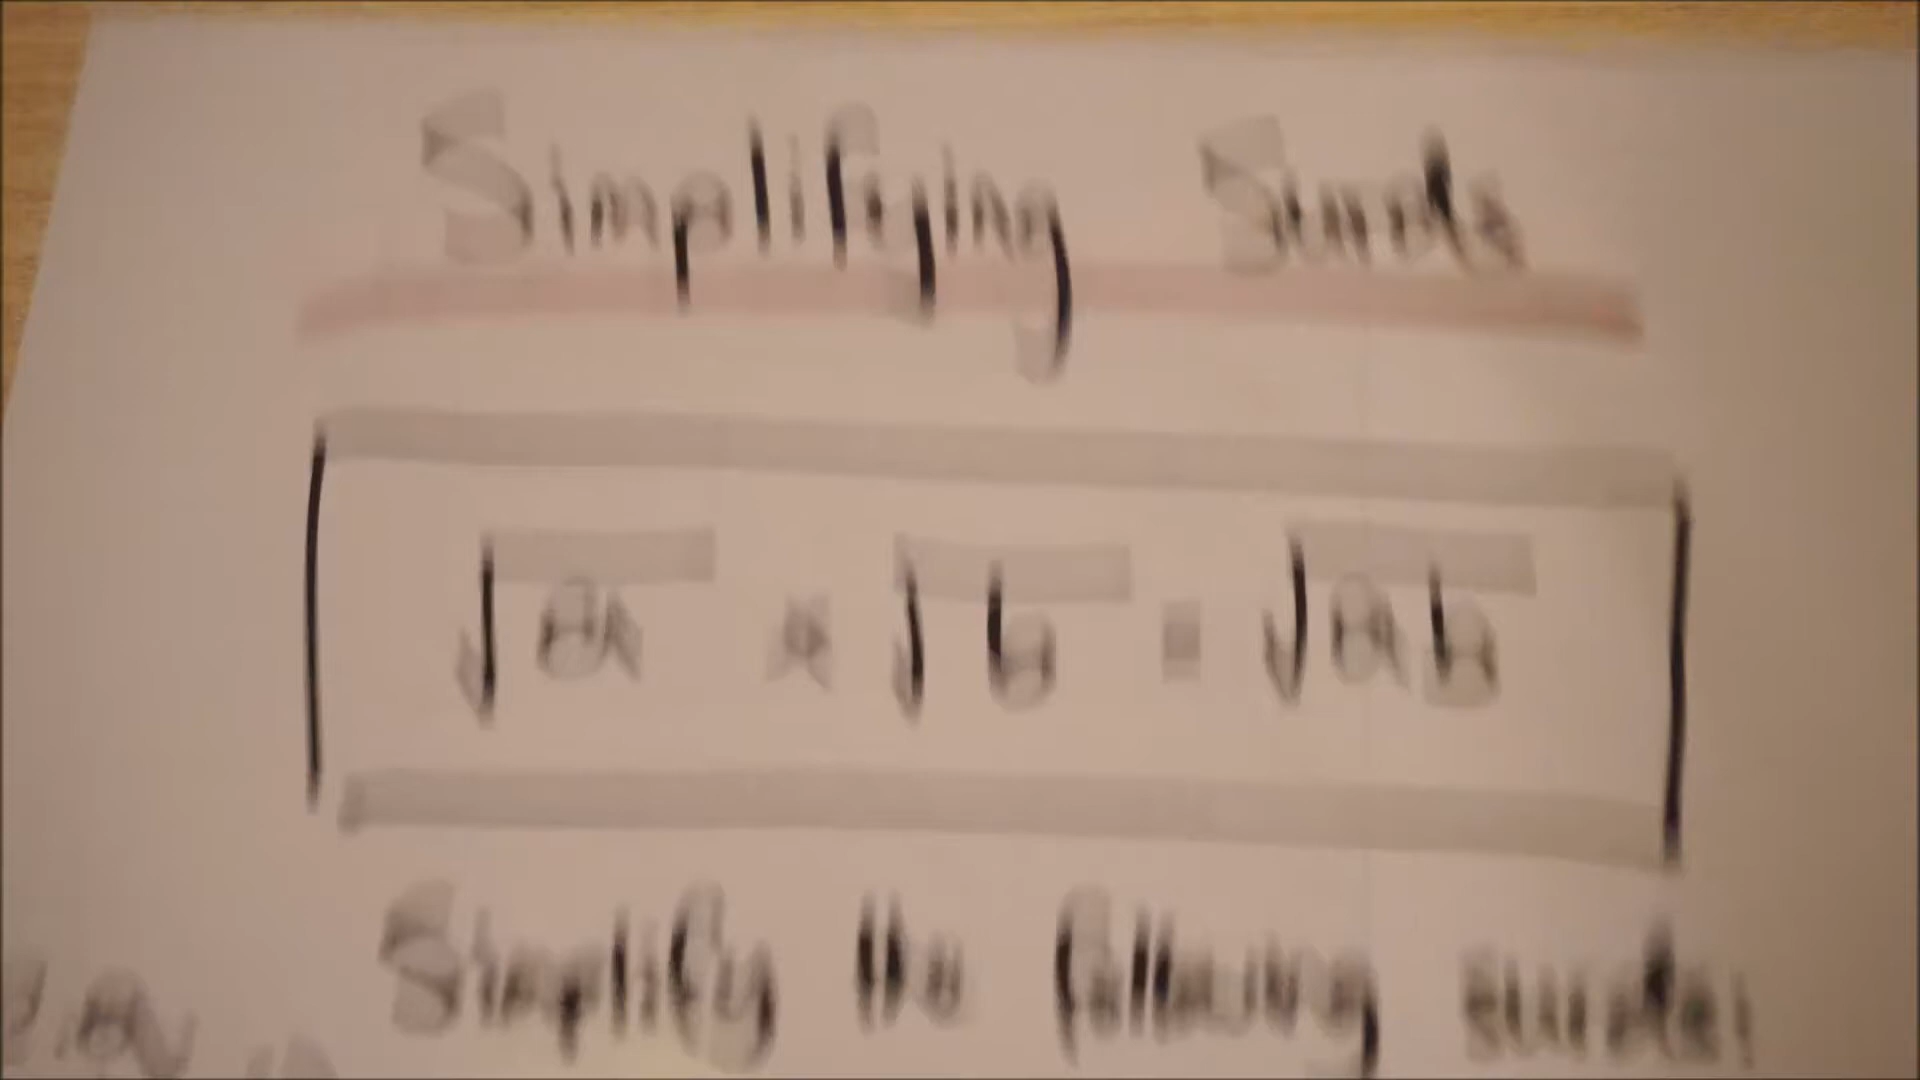 Simplifying Surds
√a × √b = √ab
Simplify the following surds: